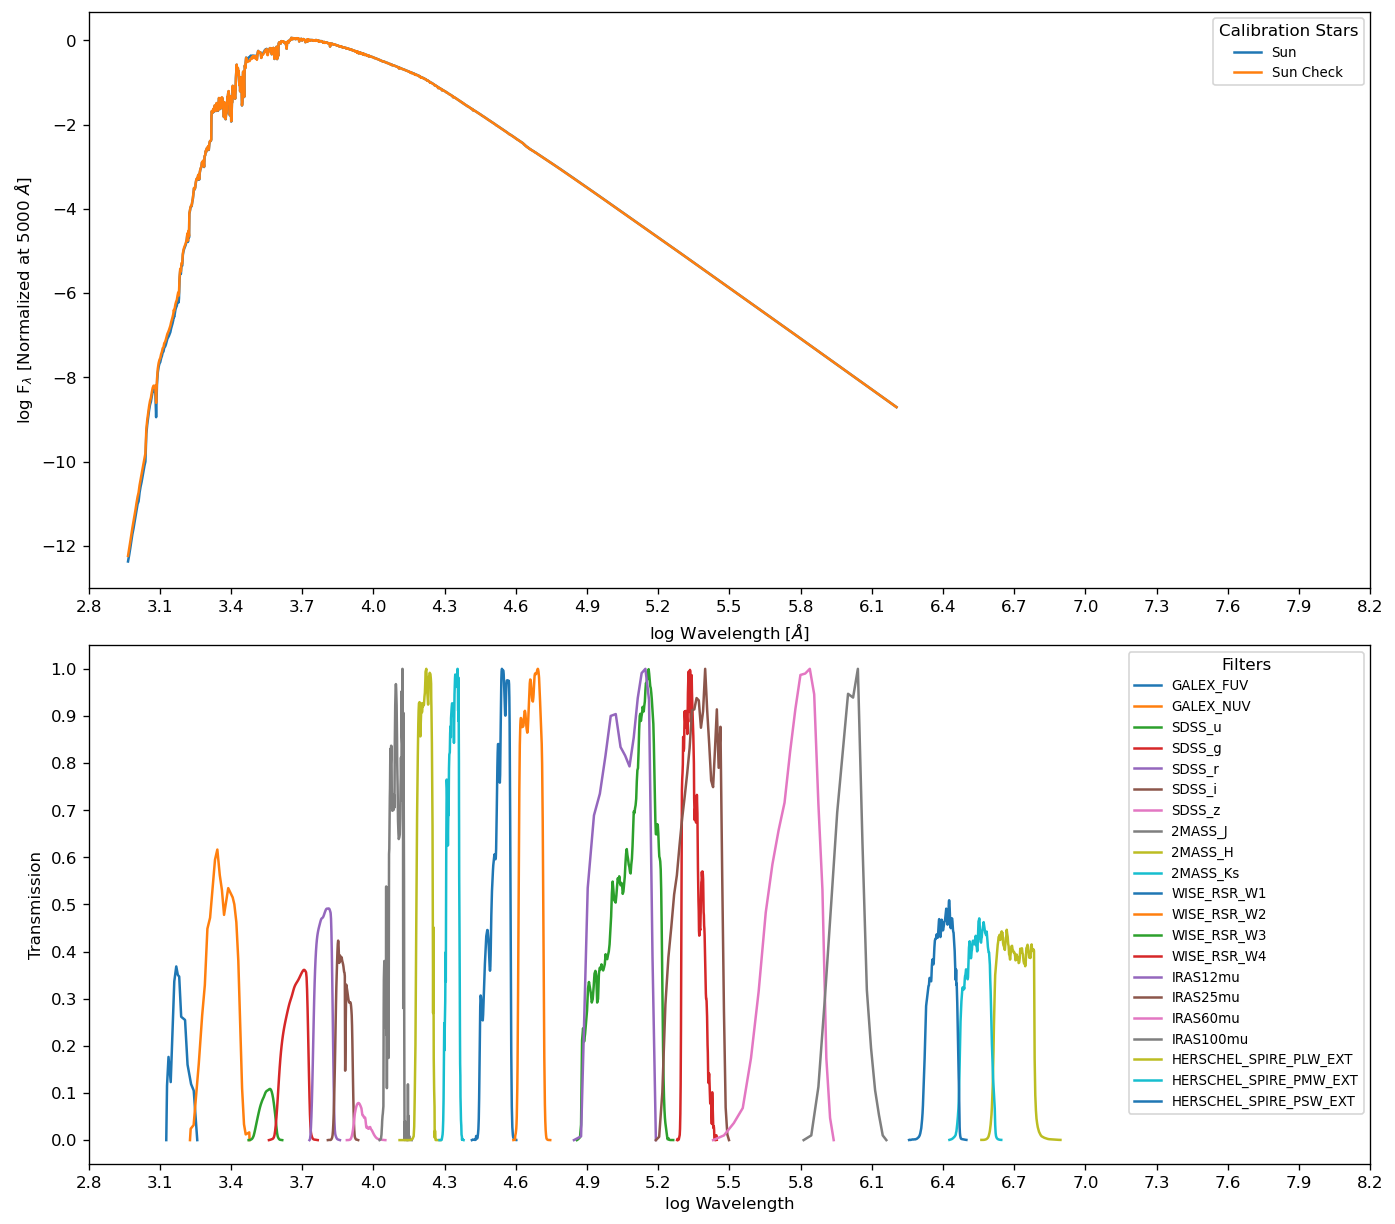 Calibration Stars
Sun
Sun Check
log Fλ [Normalized at 5000 Å]
0
−2
−4
−6
−8
−10
−12
2.8 3.1 3.4 3.7 4.0 4.3 4.6 4.9 5.2 5.5 5.8 6.1 6.4 6.7 7.0 7.3 7.6 7.9 8.2
log Wavelength [Å]
Filters
GALEX_FUV
GALEX_NUV
SDSS_u
SDSS_g
SDSS_r
SDSS_i
SDSS_z
2MASS_J
2MASS_H
2MASS_Ks
WISE_RSR_W1
WISE_RSR_W2
WISE_RSR_W3
WISE_RSR_W4
IRAS12mu
IRAS25mu
IRAS60mu
IRAS100mu
HERSCHEL_SPIRE_PLW_EXT
HERSCHEL_SPIRE_PMW_EXT
HERSCHEL_SPIRE_PSW_EXT
Transmission
1.0
0.9
0.8
0.7
0.6
0.5
0.4
0.3
0.2
0.1
0.0
2.8 3.1 3.4 3.7 4.0 4.3 4.6 4.9 5.2 5.5 5.8 6.1 6.4 6.7 7.0 7.3 7.6 7.9 8.2
log Wavelength